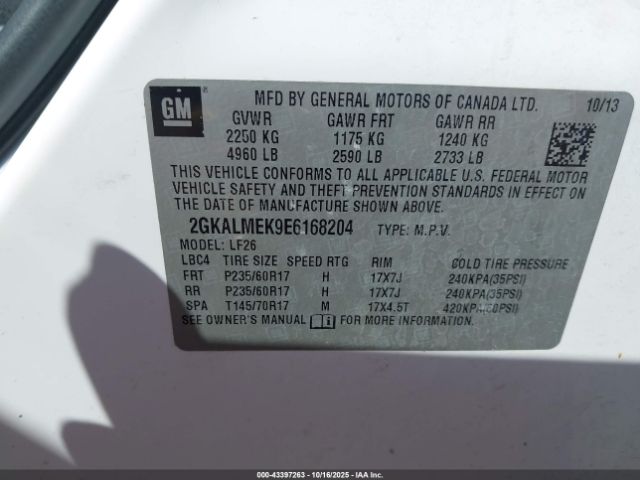 GM ® MFD BY GENERAL MOTORS OF CANADA LTD. 10/13
GVWR GAWR FRT GAWR RR
2250 KG 1175 KG 1240 KG
4960 LB 2590 LB 2733 LB
THIS VEHICLE CONFORMS TO ALL APPLICABLE U.S. FEDERAL MOTOR
VEHICLE SAFETY AND THEFT PREVENTION STANDARDS IN EFFECT ON
THE DATE OF MANUFACTURE SHOWN ABOVE.
2GKALMEK9E6168204 TYPE: M.P.V.
MODEL: LF26
LBC4 TIRE SIZE SPEED RTG RIM COLD TIRE PRESSURE
FRT P235/60R17 H 17X7J 240KPA(35PSI)
RR P235/60R17 H 17X7J 240KPA(35PSI)
SPA T145/70R17 M 17X4.5T 420KPA(60PSI)
SEE OWNER'S MANUAL FOR MORE INFORMATION.
000-43397263 - 10/16/2025 - IAAI.COM